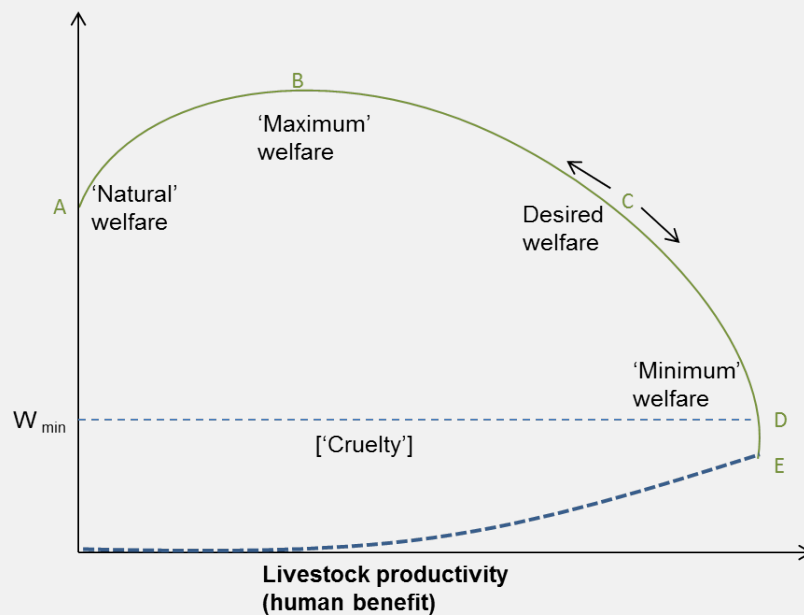 B
‘Maximum’
welfare
A
‘Natural’
welfare
C
Desired
welfare
‘Minimum’
welfare
W min
D
[‘Cruelty’]
E
Livestock productivity
(human benefit)